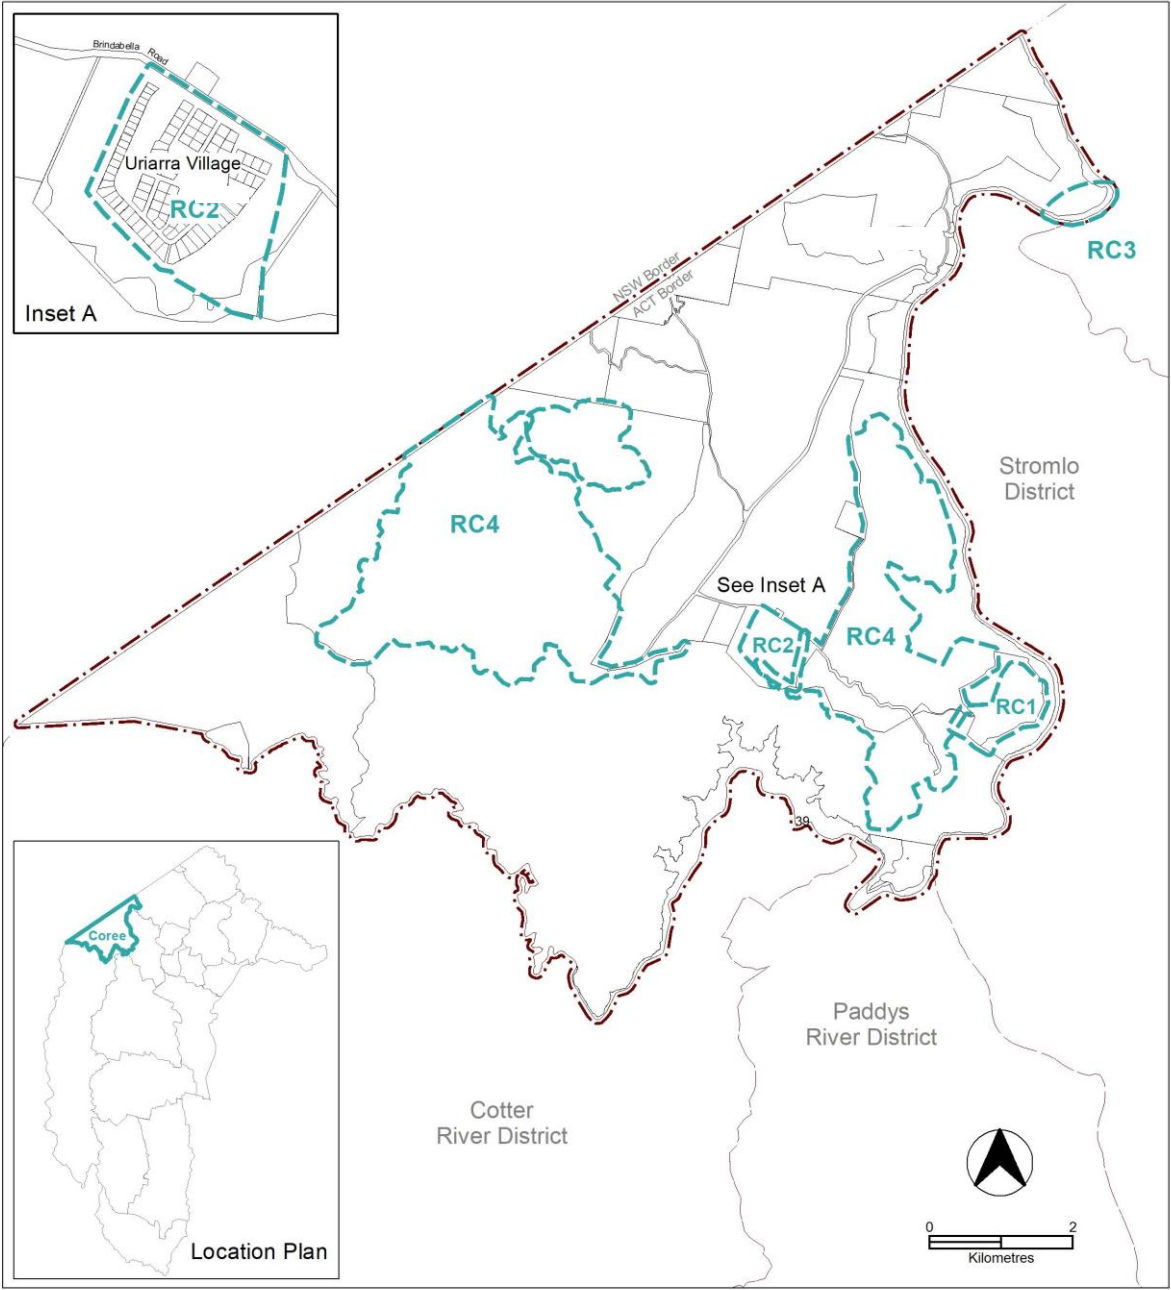 Brindabella Road
Uriarra Village
RC2
Inset A
NSW Border
ACT Border
RC3
Stromlo
District
RC4
See Inset A
RC2
RC4
RC1
39
Coree
Location Plan
Paddys
River District
Cotter
River District
0 2
Kilometres